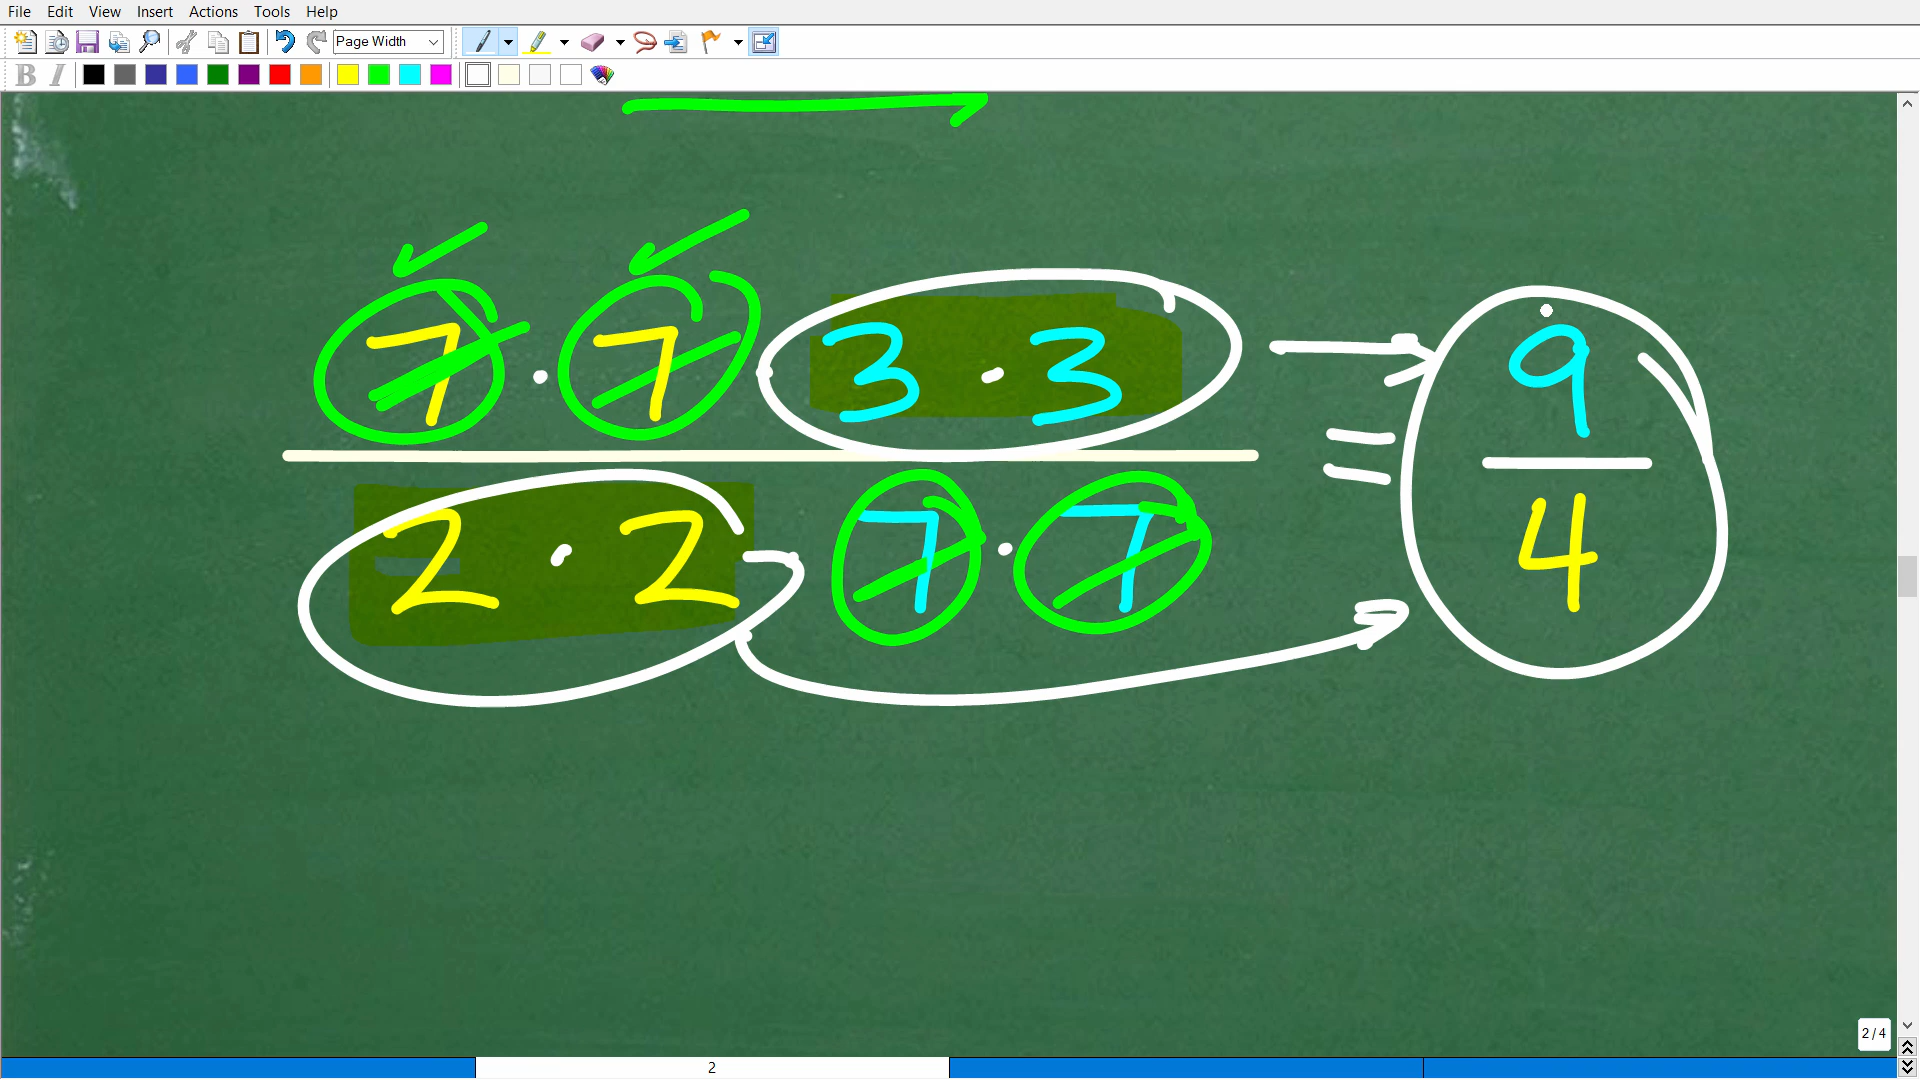 File Edit View Insert Actions Tools Help
Page Width
B I
7 · 7 · 3 · 3
2 · 2 · 7 · 7
= 9
4
2 / 4
2